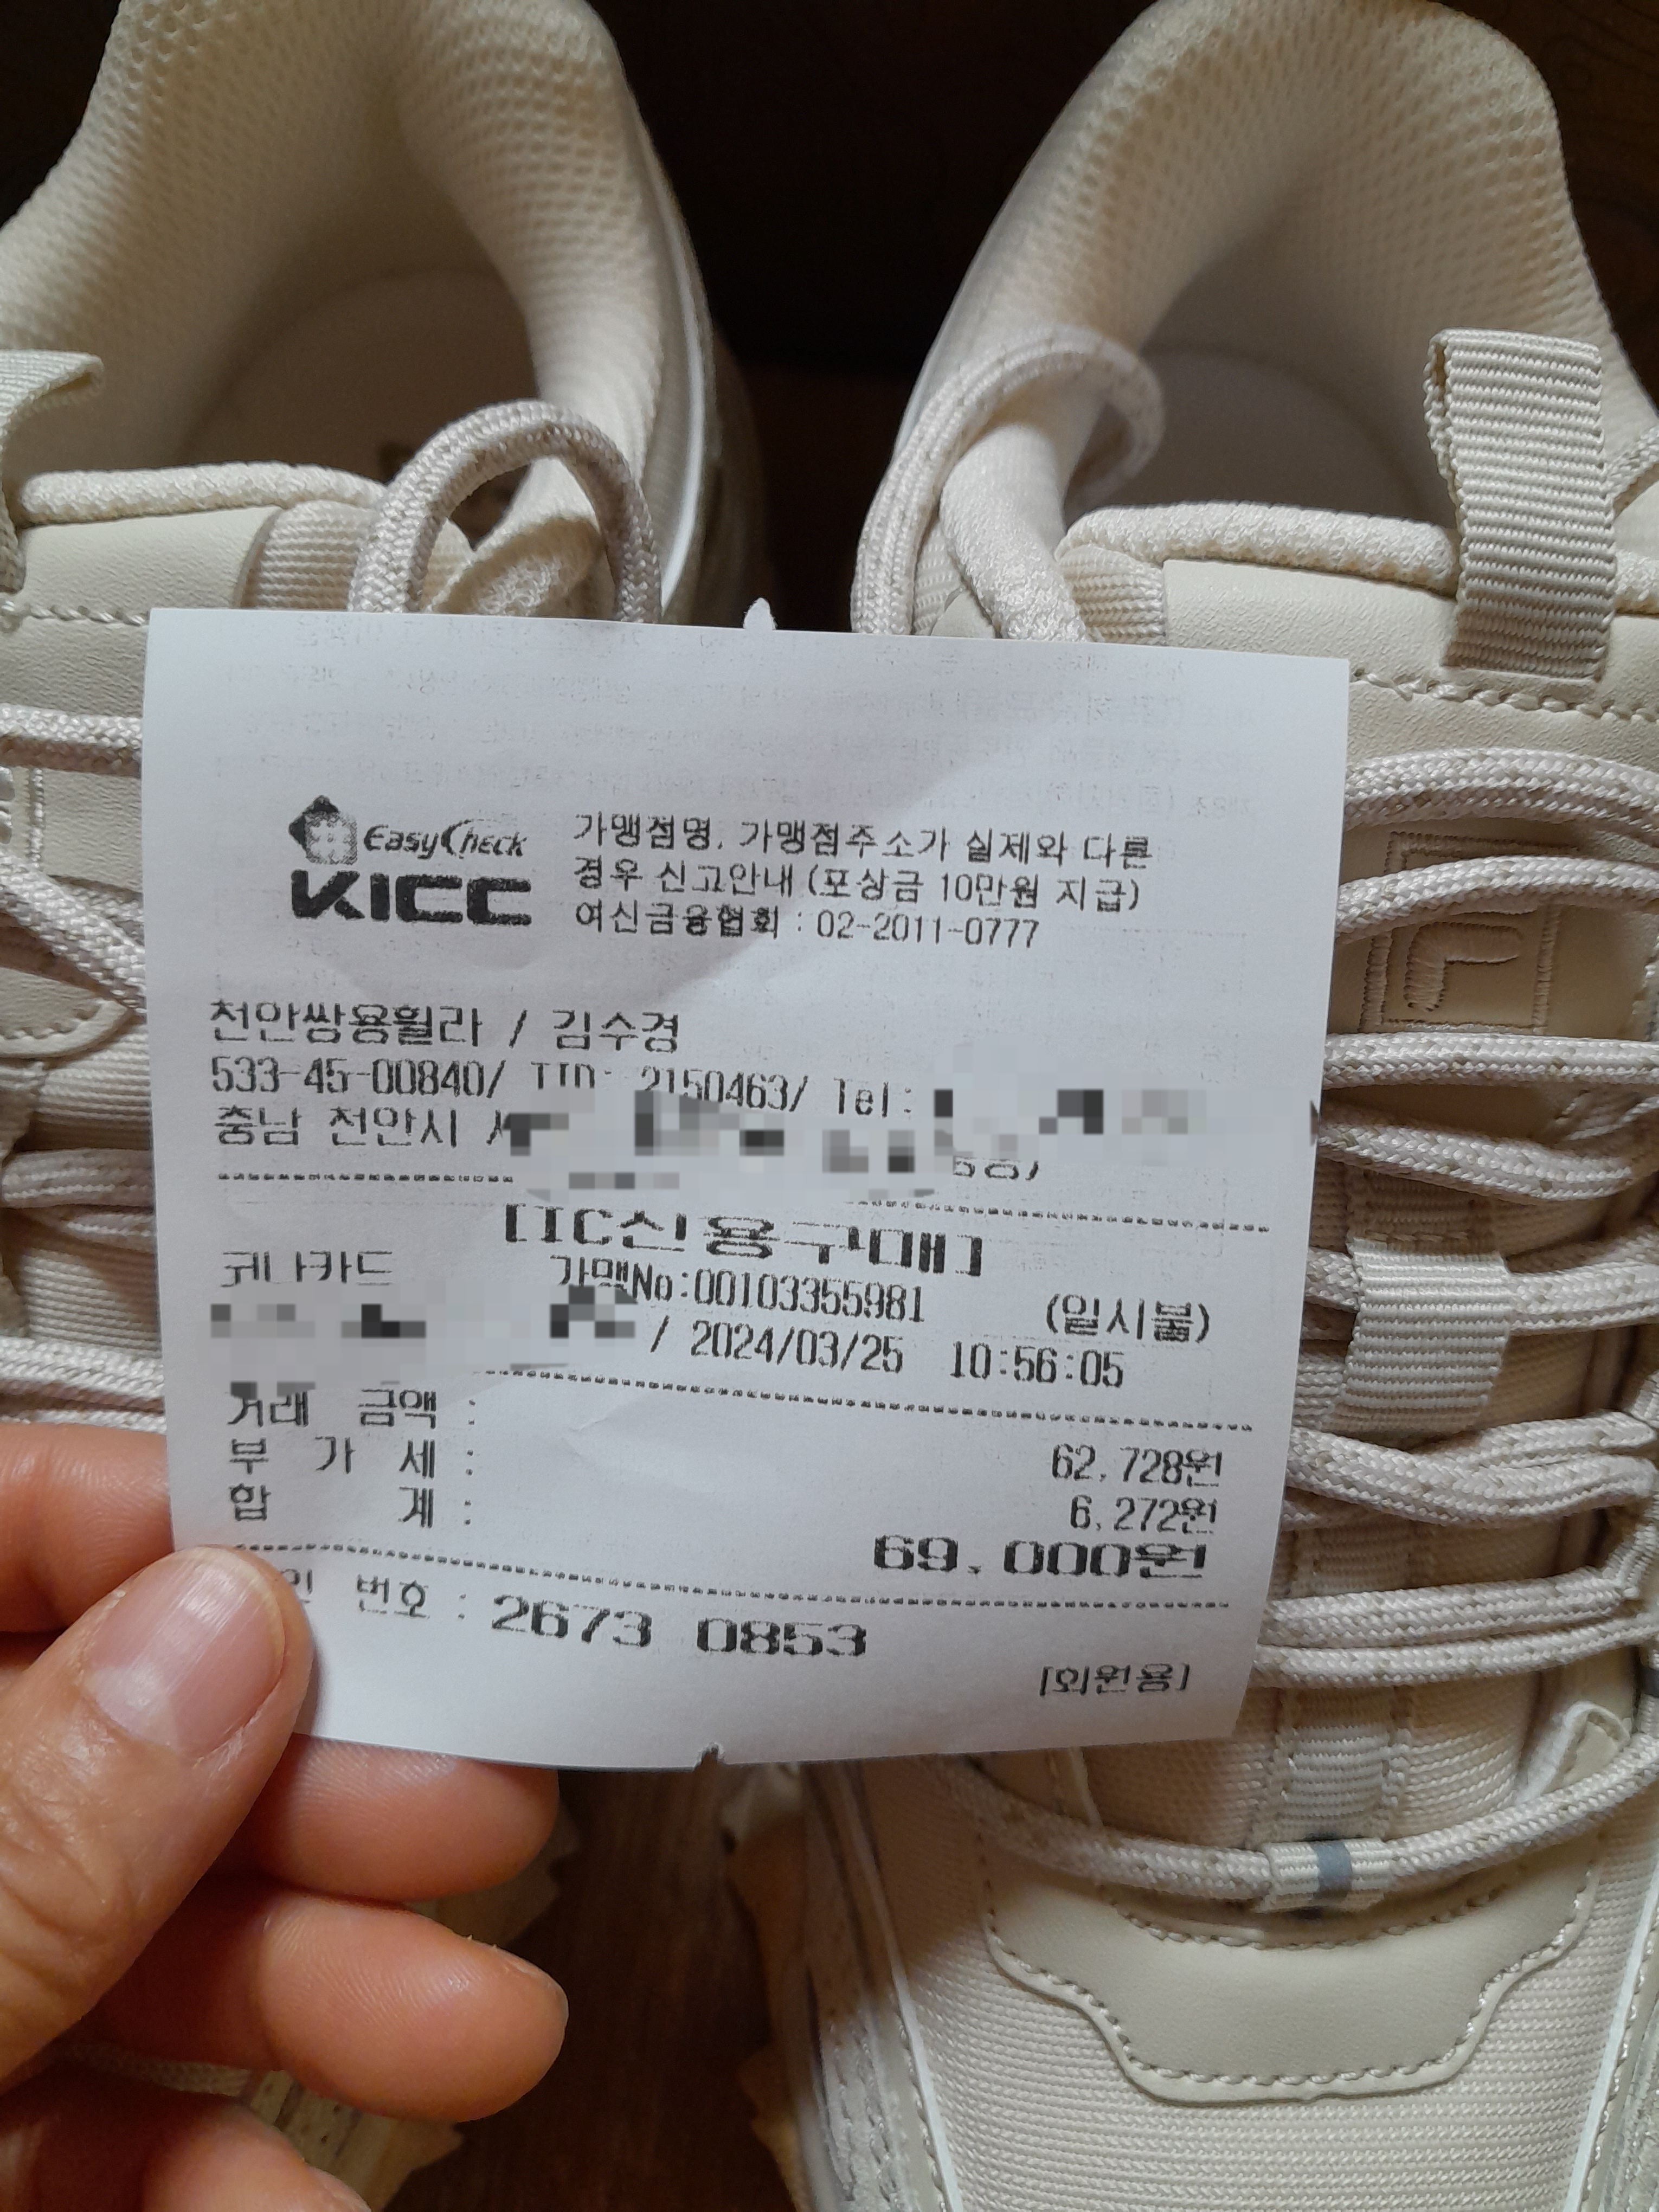 EasyCheck
KICC
가맹점명, 가맹점주소가 실제와 다른
경우 신고안내 (포상금 10만원 지급)
여신금융협회 : 02-2011-0777
천안쌍용휠라 / 김수경
533-45-00840/ TID: 2150463/ Tel:
충남 천안시
[IC신용구매]
코나카드 가맹No:00103355981 (일시불)
/ 2024/03/25 10:56:05
거래 금액 : 62,728원
부 가 세 : 6,272원
합 계 : 69,000원
번호 : 2673 0853
[회원용]